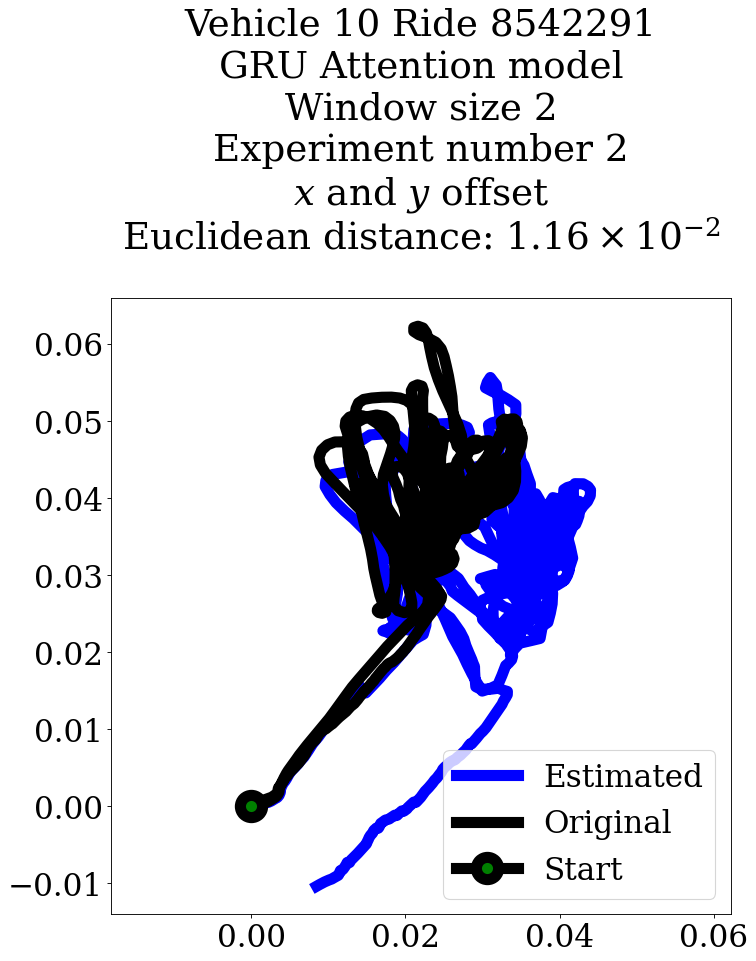 Vehicle 10 Ride 8542291
GRU Attention model
Window size 2
Experiment number 2
x and y offset
Euclidean distance: 1.16 × 10⁻²
0.06
0.05
0.04
0.03
0.02
0.01
0.00
−0.01
Estimated
Original
Start
0.00 0.02 0.04 0.06